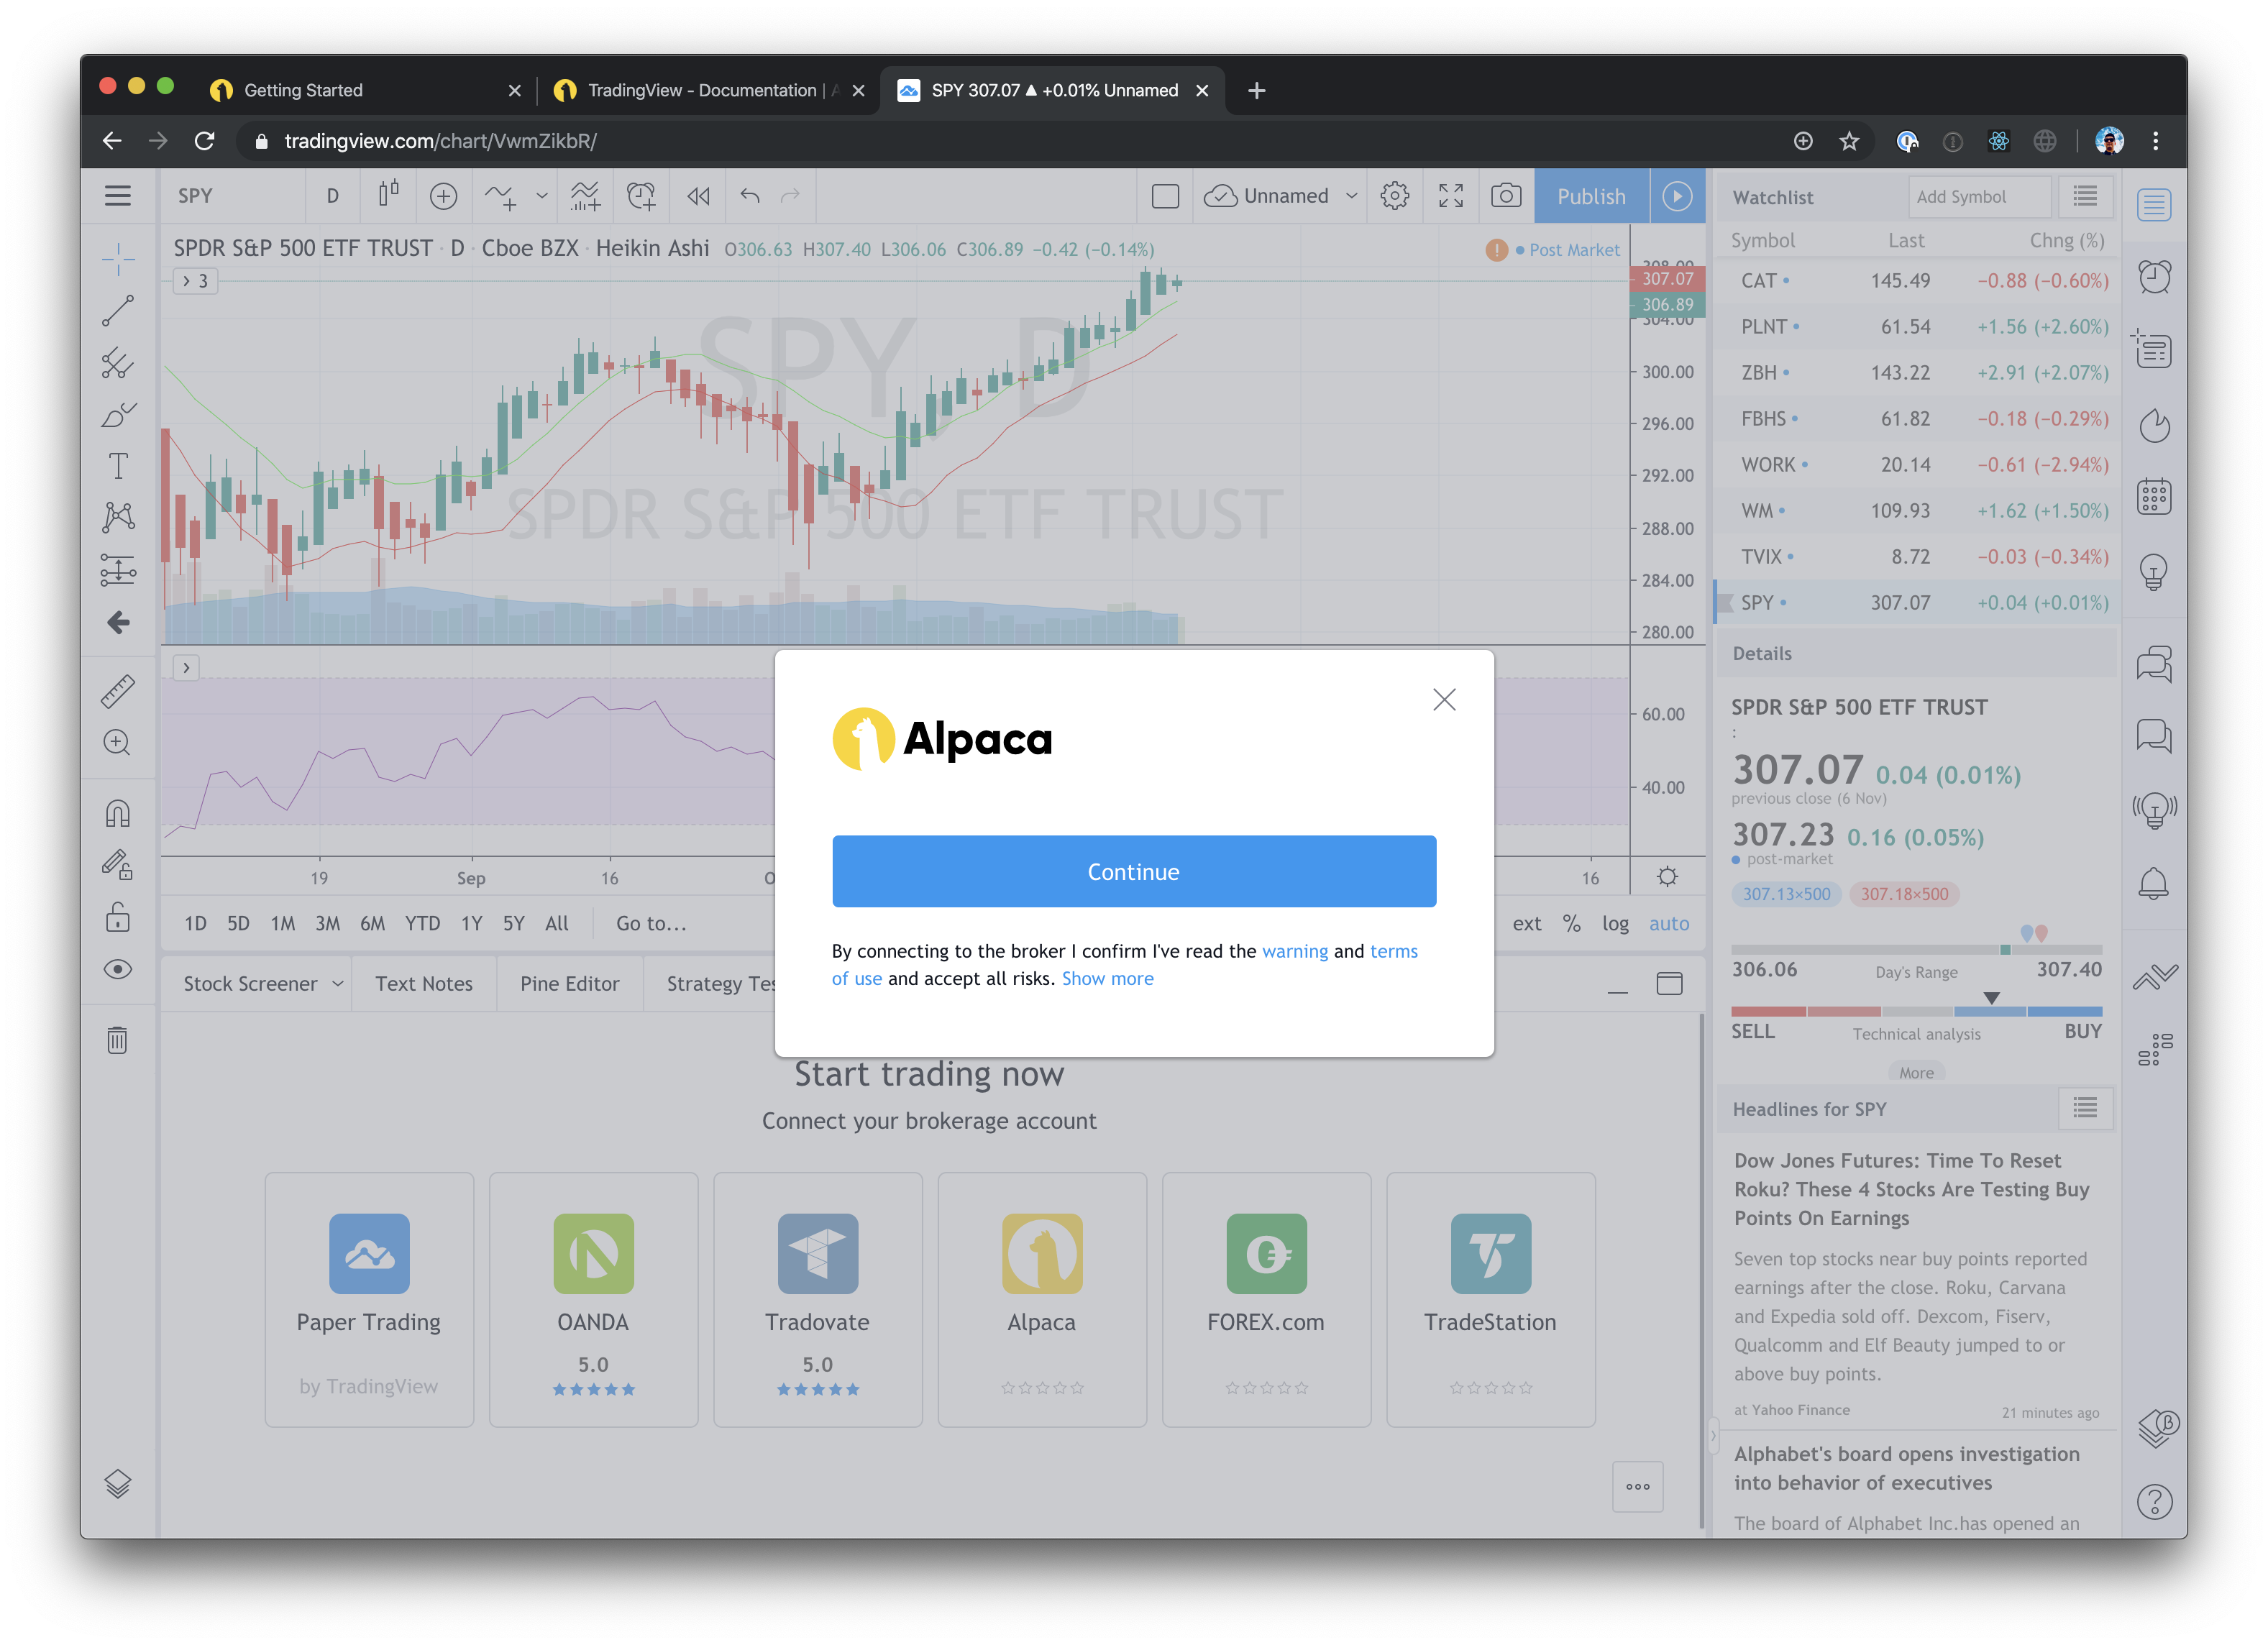 Getting Started
TradingView - Documentation | A
SPY 307.07 ▲ +0.01% Unnamed
tradingview.com/chart/VwmZikbR/
SPY
D
Unnamed
Publish
SPDR S&P 500 ETF TRUST · D · Cboe BZX · Heikin Ashi O306.63 H307.40 L306.06 C306.89 −0.42 (−0.14%)
Post Market
3
SPY, D
SPDR S&P 500 ETF TRUST
308.00
307.07
306.89
304.00
300.00
296.00
292.00
288.00
284.00
280.00
60.00
40.00
19
Sep
16
O
16
1D 5D 1M 3M 6M YTD 1Y 5Y All Go to...
ext % log auto
Stock Screener
Text Notes
Pine Editor
Strategy Tes
Alpaca
Continue
By connecting to the broker I confirm I've read the warning and terms
of use and accept all risks. Show more
Start trading now
Connect your brokerage account
Paper Trading
by TradingView
OANDA
5.0
Tradovate
5.0
Alpaca
FOREX.com
TradeStation
Watchlist
Add Symbol
Symbol Last Chng (%)
CAT 145.49 −0.88 (−0.60%)
PLNT 61.54 +1.56 (+2.60%)
ZBH 143.22 +2.91 (+2.07%)
FBHS 61.82 −0.18 (−0.29%)
WORK 20.14 −0.61 (−2.94%)
WM 109.93 +1.62 (+1.50%)
TVIX 8.72 −0.03 (−0.34%)
SPY 307.07 +0.04 (+0.01%)
Details
SPDR S&P 500 ETF TRUST
:
307.07 0.04 (0.01%)
previous close (6 Nov)
307.23 0.16 (0.05%)
post-market
307.13×500 307.18×500
306.06 Day's Range 307.40
SELL Technical analysis BUY
More
Headlines for SPY
Dow Jones Futures: Time To Reset
Roku? These 4 Stocks Are Testing Buy
Points On Earnings
Seven top stocks near buy points reported
earnings after the close. Roku, Carvana
and Expedia sold off. Dexcom, Fiserv,
Qualcomm and Elf Beauty jumped to or
above buy points.
at Yahoo Finance 21 minutes ago
Alphabet's board opens investigation
into behavior of executives
The board of Alphabet Inc.has opened an